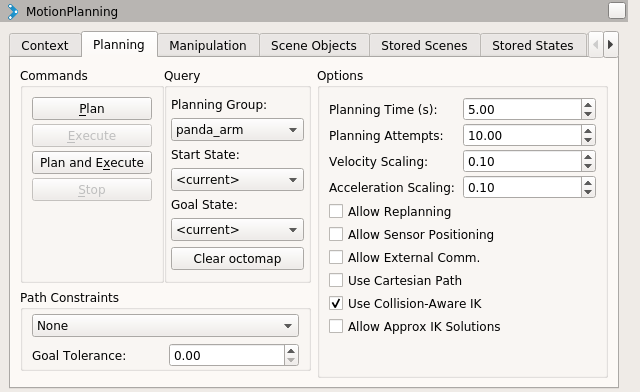 MotionPlanning
Context Planning Manipulation Scene Objects Stored Scenes Stored States
Commands Query Options
Plan
Execute
Plan and Execute
Stop
Planning Group:
panda_arm
Start State:
<current>
Goal State:
<current>
Clear octomap
Planning Time (s): 5.00
Planning Attempts: 10.00
Velocity Scaling: 0.10
Acceleration Scaling: 0.10
Allow Replanning
Allow Sensor Positioning
Allow External Comm.
Use Cartesian Path
Use Collision-Aware IK
Allow Approx IK Solutions
Path Constraints
None
Goal Tolerance: 0.00